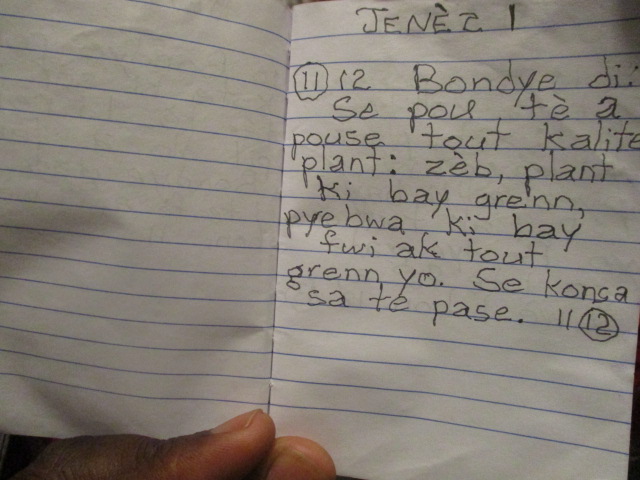 JENÈZ 1
11 12 Bondye di:
Se pou tè a
pouse tout kalite
plant: zèb, plant
ki bay grenn,
pyebwa ki bay
fwi ak tout
grenn yo. Se konsa
sa te pase. 11 12